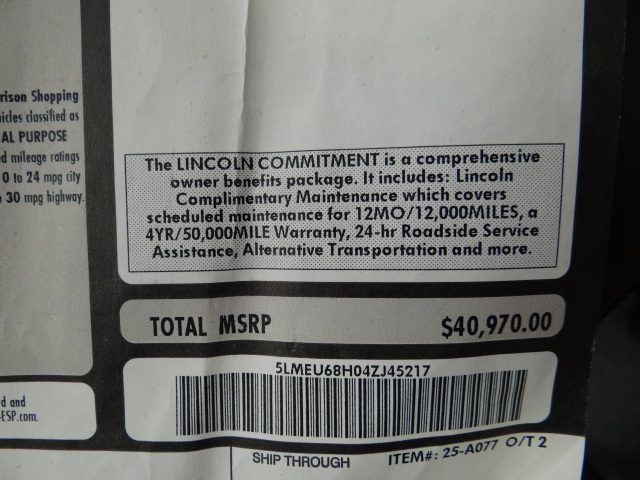 rison Shopping
icles classified as
AL PURPOSE
d mileage ratings
0 to 24 mpg city
30 mpg highway.
The LINCOLN COMMITMENT is a comprehensive
owner benefits package. It includes: Lincoln
Complimentary Maintenance which covers
scheduled maintenance for 12MO/12,000MILES, a
4YR/50,000MILE Warranty, 24-hr Roadside Service
Assistance, Alternative Transportation and more.
TOTAL MSRP $40,970.00
5LMEU68H04ZJ45217
d and
-ESP.com.
SHIP THROUGH ITEM#: 25-A077 O/T 2